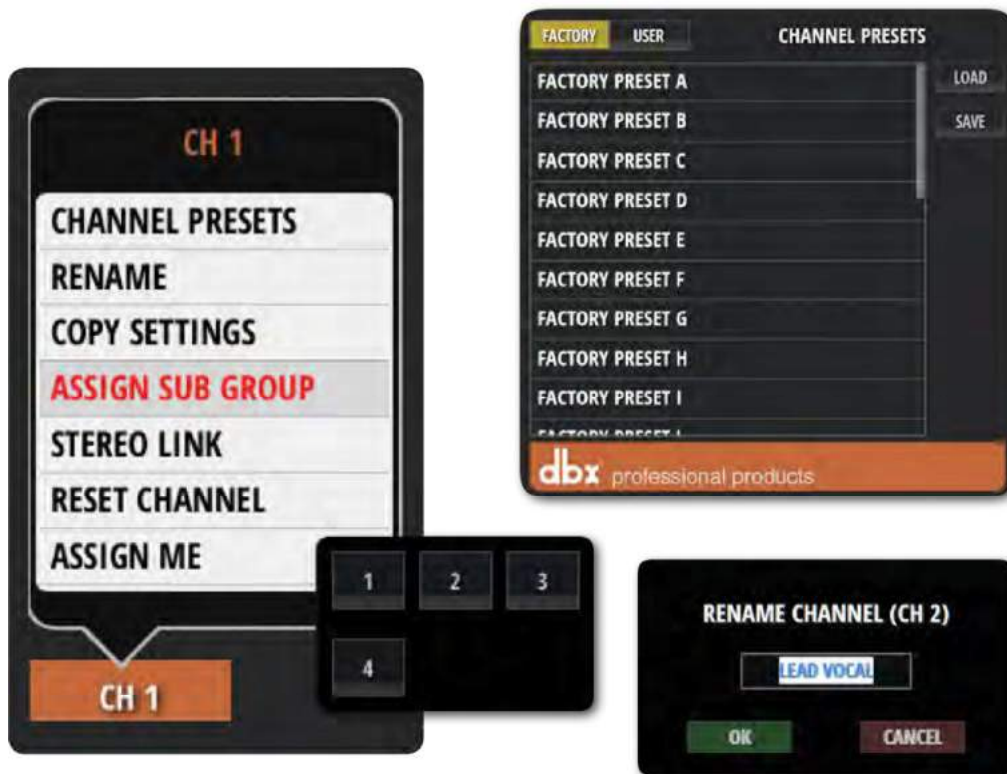 CH 1
CHANNEL PRESETS
RENAME
COPY SETTINGS
ASSIGN SUB GROUP
STEREO LINK
RESET CHANNEL
ASSIGN ME
CH 1
1 2 3
4
FACTORY USER CHANNEL PRESETS
LOAD
SAVE
FACTORY PRESET A
FACTORY PRESET B
FACTORY PRESET C
FACTORY PRESET D
FACTORY PRESET E
FACTORY PRESET F
FACTORY PRESET G
FACTORY PRESET H
FACTORY PRESET I
FACTORY PRESET
dbx professional products
RENAME CHANNEL (CH 2)
LEAD VOCAL
OK CANCEL